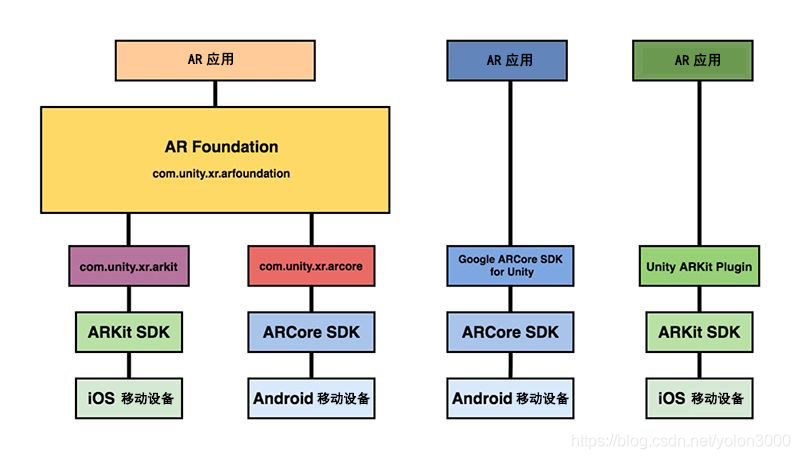 AR 应用
AR 应用
AR 应用
AR Foundation
com.unity.xr.arfoundation
com.unity.xr.arkit
com.unity.xr.arcore
Google ARCore SDK
for Unity
Unity ARKit Plugin
ARKit SDK
ARCore SDK
ARCore SDK
ARKit SDK
iOS 移动设备
Android 移动设备
Android 移动设备
iOS 移动设备
https://blog.csdn.net/yolon3000